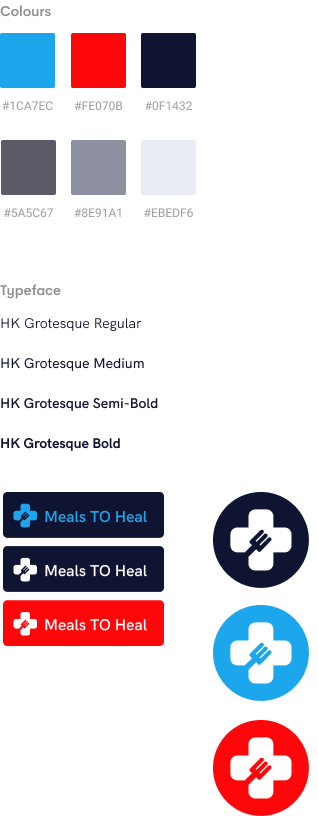 Colours
#1CA7EC #FE070B #0F1432
#5A5C67 #8E91A1 #EBEDF6
Typeface
HK Grotesque Regular
HK Grotesque Medium
HK Grotesque Semi-Bold
HK Grotesque Bold
Meals TO Heal
Meals TO Heal
Meals TO Heal